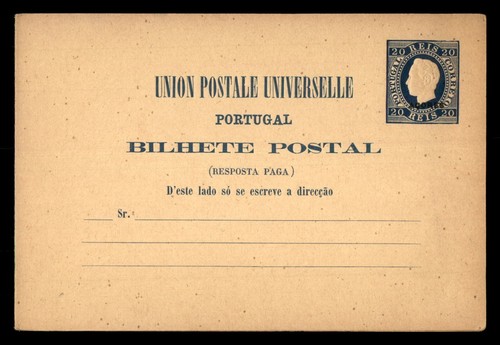 20 REIS 20
PORTUGAL CORREIO
20 REIS 20
UNION POSTALE UNIVERSELLE
PORTUGAL
BILHETE POSTAL
(RESPOSTA PAGA)
D'este lado só se escreve a direcção
Sr.